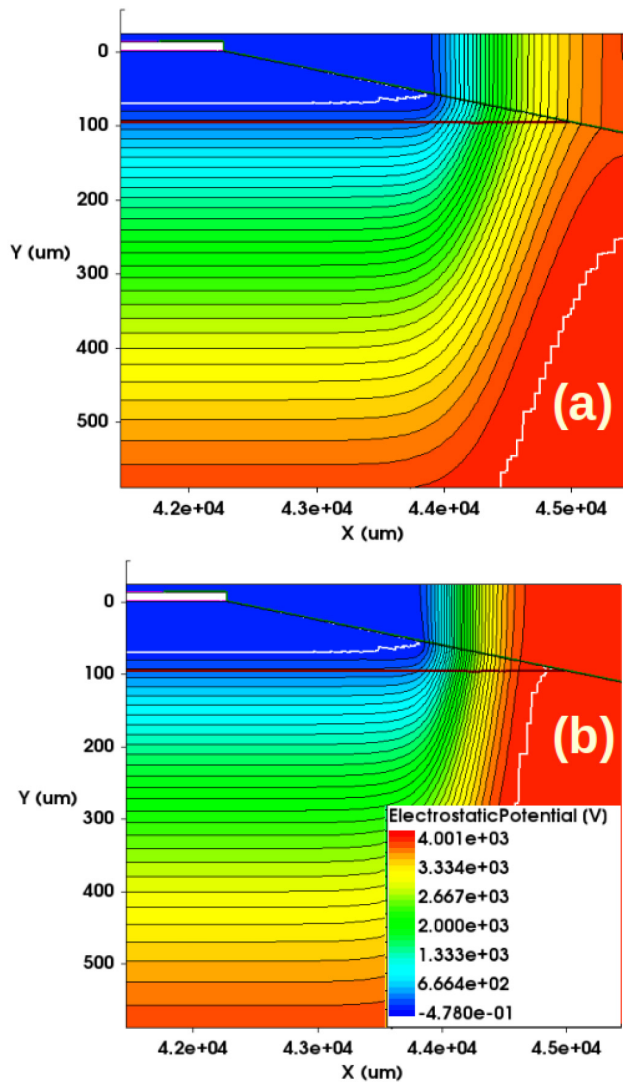 0
100
200
Y (um)
300
400
500
(a)
4.2e+04 4.3e+04 4.4e+04 4.5e+04
X (um)
0
100
200
Y (um)
300
400
500
(b)
ElectrostaticPotential (V)
4.001e+03
3.334e+03
2.667e+03
2.000e+03
1.333e+03
6.664e+02
-4.780e-01
4.2e+04 4.3e+04 4.4e+04 4.5e+04
X (um)